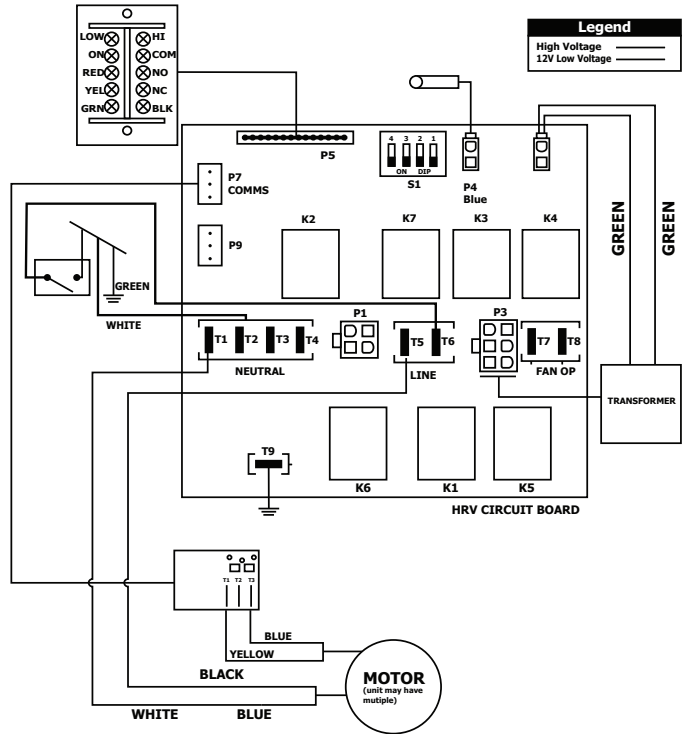 Legend
High Voltage
12V Low Voltage
LOW HI
ON COM
RED NO
YEL NC
GRN BLK
P5
4 3 2 1
ON DIP
S1
P4
Blue
P7
COMMS
P9
K2
K7
K3
K4
GREEN
GREEN
GREEN
WHITE
T1 T2 T3 T4
NEUTRAL
P1
T5 T6
LINE
P3
T7 T8
FAN OP
TRANSFORMER
T9
K6
K1
K5
HRV CIRCUIT BOARD
T1 T2 T3
BLUE
YELLOW
BLACK
WHITE
BLUE
MOTOR
(unit may have
mutiple)